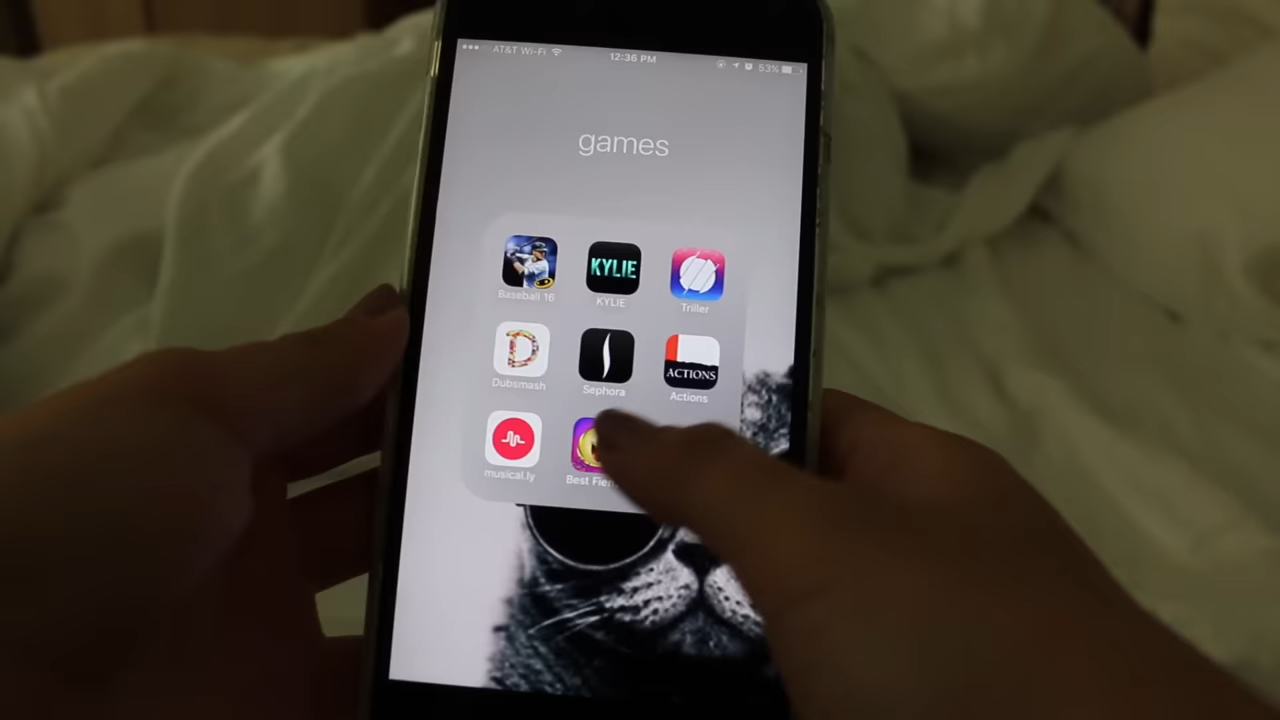 AT&T Wi-Fi 12:36 PM 53%
games
KYLIE
Baseball 16 KYLIE Triller
D
ACTIONS
Dubsmash Sephora Actions
musical.ly Best